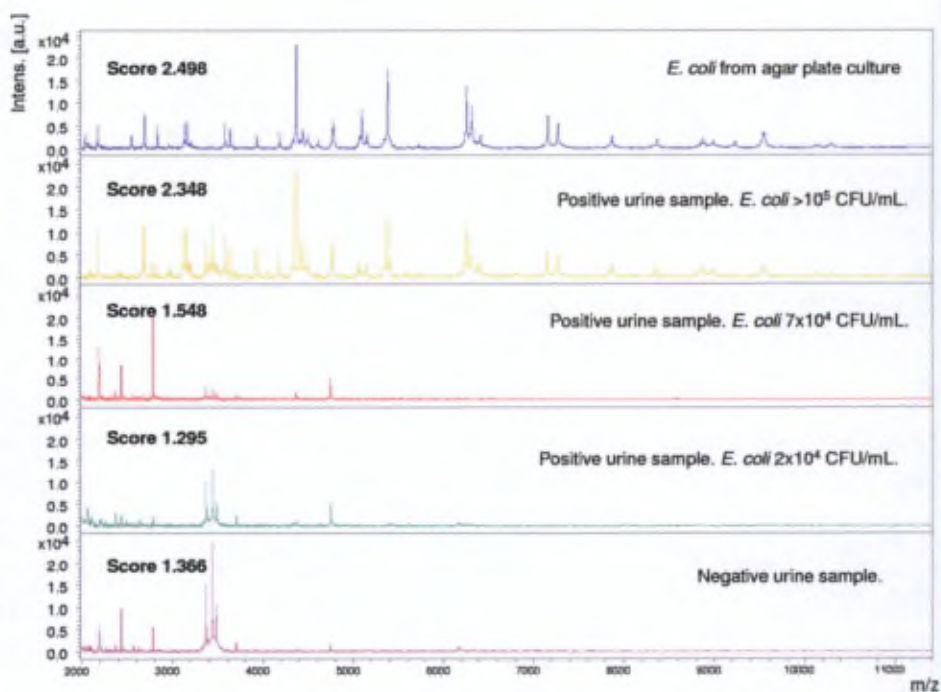 Intens. [a.u.]
x10⁴
2.0
1.5
1.0
0.5
0.0
Score 2.498
E. coli from agar plate culture
x10⁴
2.0
1.5
1.0
0.5
0.0
Score 2.348
Positive urine sample. E. coli >10⁵ CFU/mL.
x10⁴
2.0
1.5
1.0
0.5
0.0
Score 1.548
Positive urine sample. E. coli 7x10⁴ CFU/mL.
x10⁴
2.0
1.5
1.0
0.5
0.0
Score 1.295
Positive urine sample. E. coli 2x10⁴ CFU/mL.
x10⁴
2.0
1.5
1.0
0.5
0.0
Score 1.366
Negative urine sample.
2000 3000 4000 5000 6000 7000 8000 9000 10000 11000
m/z